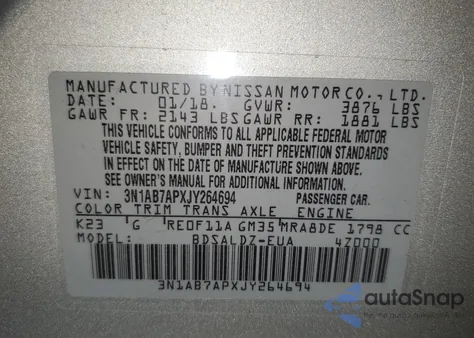 MANUFACTURED BY NISSAN MOTOR CO., LTD.
DATE: 01/18. GVWR: 3876 LBS
GAWR FR: 2143 LBS GAWR RR: 1881 LBS
THIS VEHICLE CONFORMS TO ALL APPLICABLE FEDERAL MOTOR
VEHICLE SAFETY, BUMPER AND THEFT PREVENTION STANDARDS
IN EFFECT ON THE DATE OF MANUFACTURE SHOWN ABOVE.
SEE OWNER'S MANUAL FOR ADDITIONAL INFORMATION.
VIN: 3N1AB7APXJY264694 PASSENGER CAR.
COLOR TRIM TRANS AXLE ENGINE
K23 G RE0F11A GM35 MRA8DE 1798 CC
MODEL: BDSALDZ-EUA 4Z000
3N1AB7APXJY264694
autaSnap